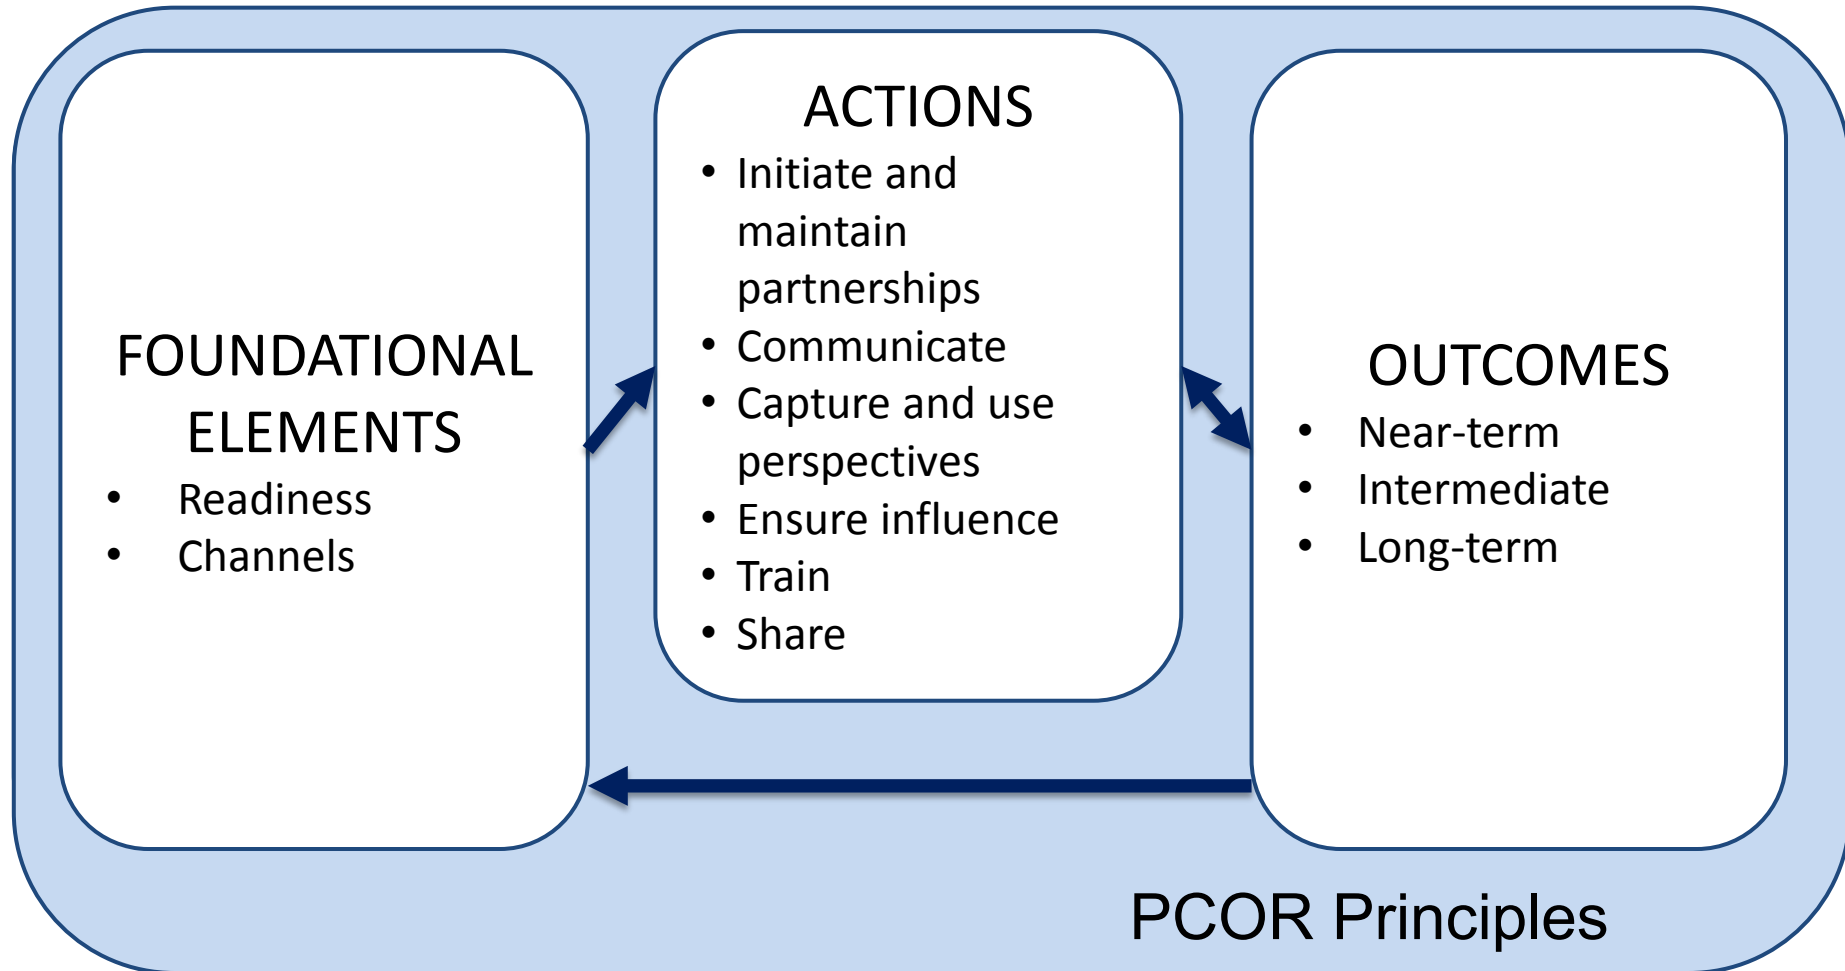 FOUNDATIONAL
ELEMENTS
• Readiness
• Channels
ACTIONS
• Initiate and
maintain
partnerships
• Communicate
• Capture and use
perspectives
• Ensure influence
• Train
• Share
OUTCOMES
• Near-term
• Intermediate
• Long-term
PCOR Principles